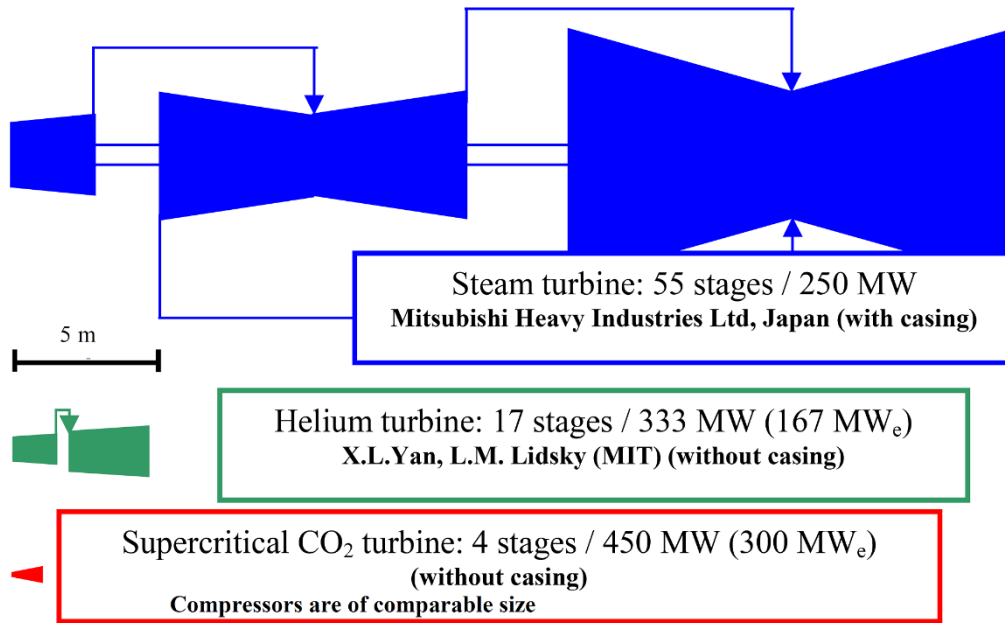 Steam turbine: 55 stages / 250 MW
Mitsubishi Heavy Industries Ltd, Japan (with casing)
5 m
Helium turbine: 17 stages / 333 MW (167 MWₑ)
X.L.Yan, L.M. Lidsky (MIT) (without casing)
Supercritical CO₂ turbine: 4 stages / 450 MW (300 MWₑ)
(without casing)
Compressors are of comparable size